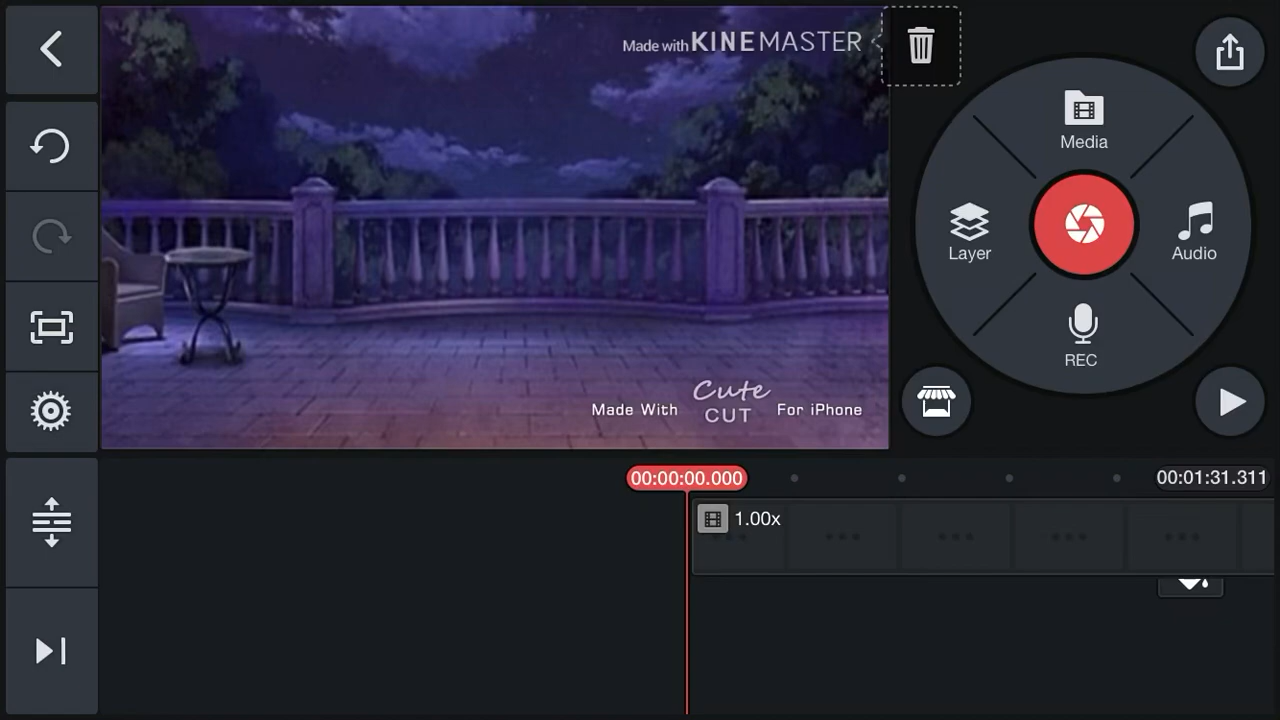 Made with KINEMASTER
Media
Layer
Audio
REC
Made With Cute CUT For iPhone
00:00:00.000
00:01:31.311
1.00x